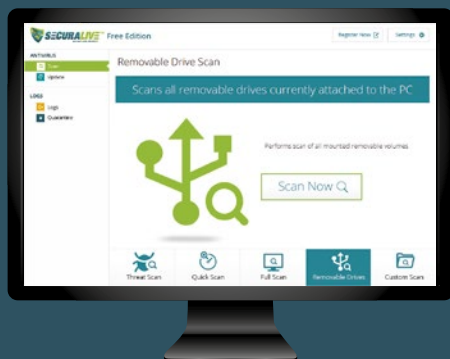 SECURALIVE™ Free Edition
Register Now
Settings
ANTIVIRUS
Scan
Update
LOGS
Logs
Quarantine
Removable Drive Scan
Scans all removable drives currently attached to the PC
Performs scan of all mounted removable volumes.
Scan Now
Threat Scan
Quick Scan
Full Scan
Removable Drives
Custom Scan